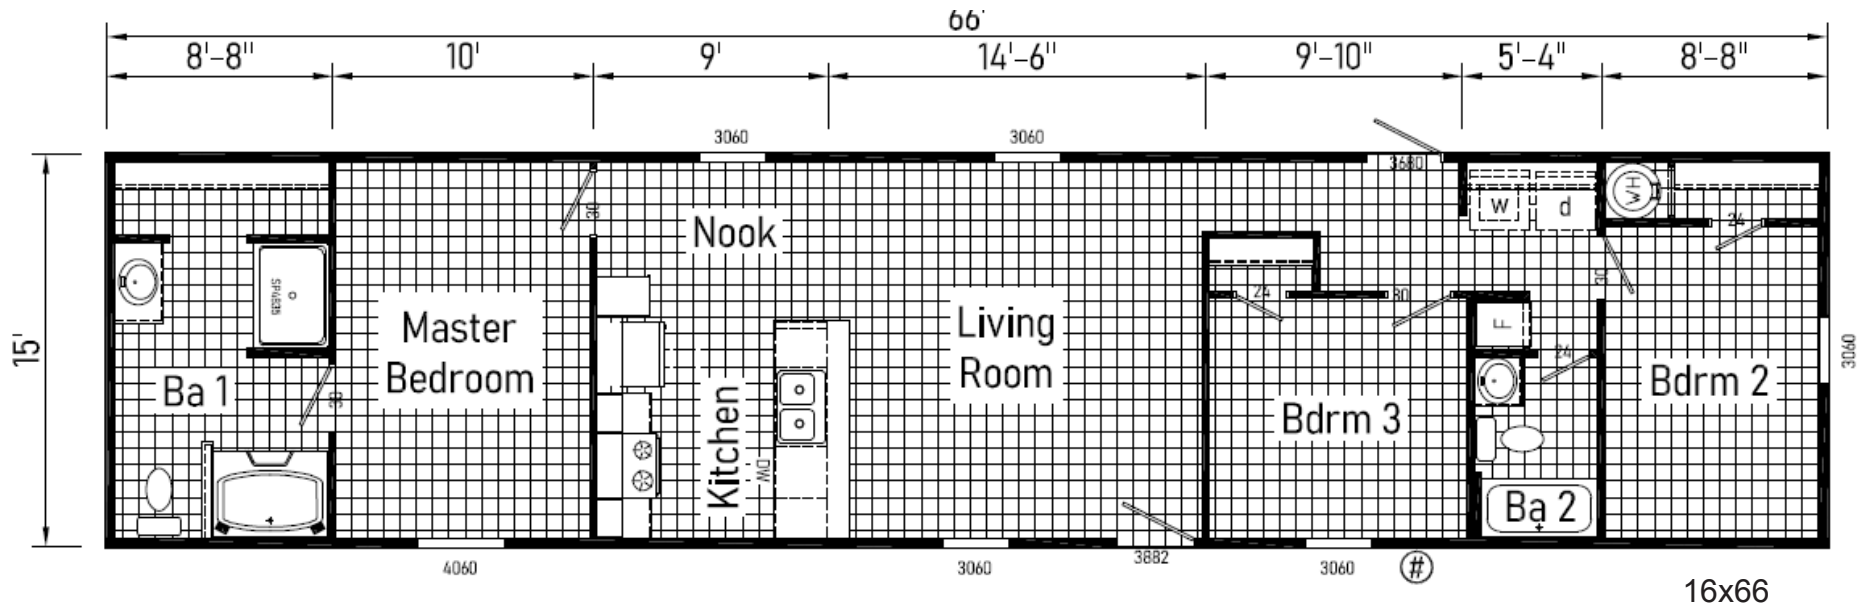 66'
8'-8" 10' 9' 14'-6" 9'-10" 5'-4" 8'-8"
3060 3060
3680
WH
w d
24
30
Nook
30
15'
SP4835
24 30
Master
Bedroom
Living
Room
F
24
3060
Ba 1
30
Kitchen
Bdrm 3
Bdrm 2
DW
Ba 2
4060 3060 3882 3060 #
16x66